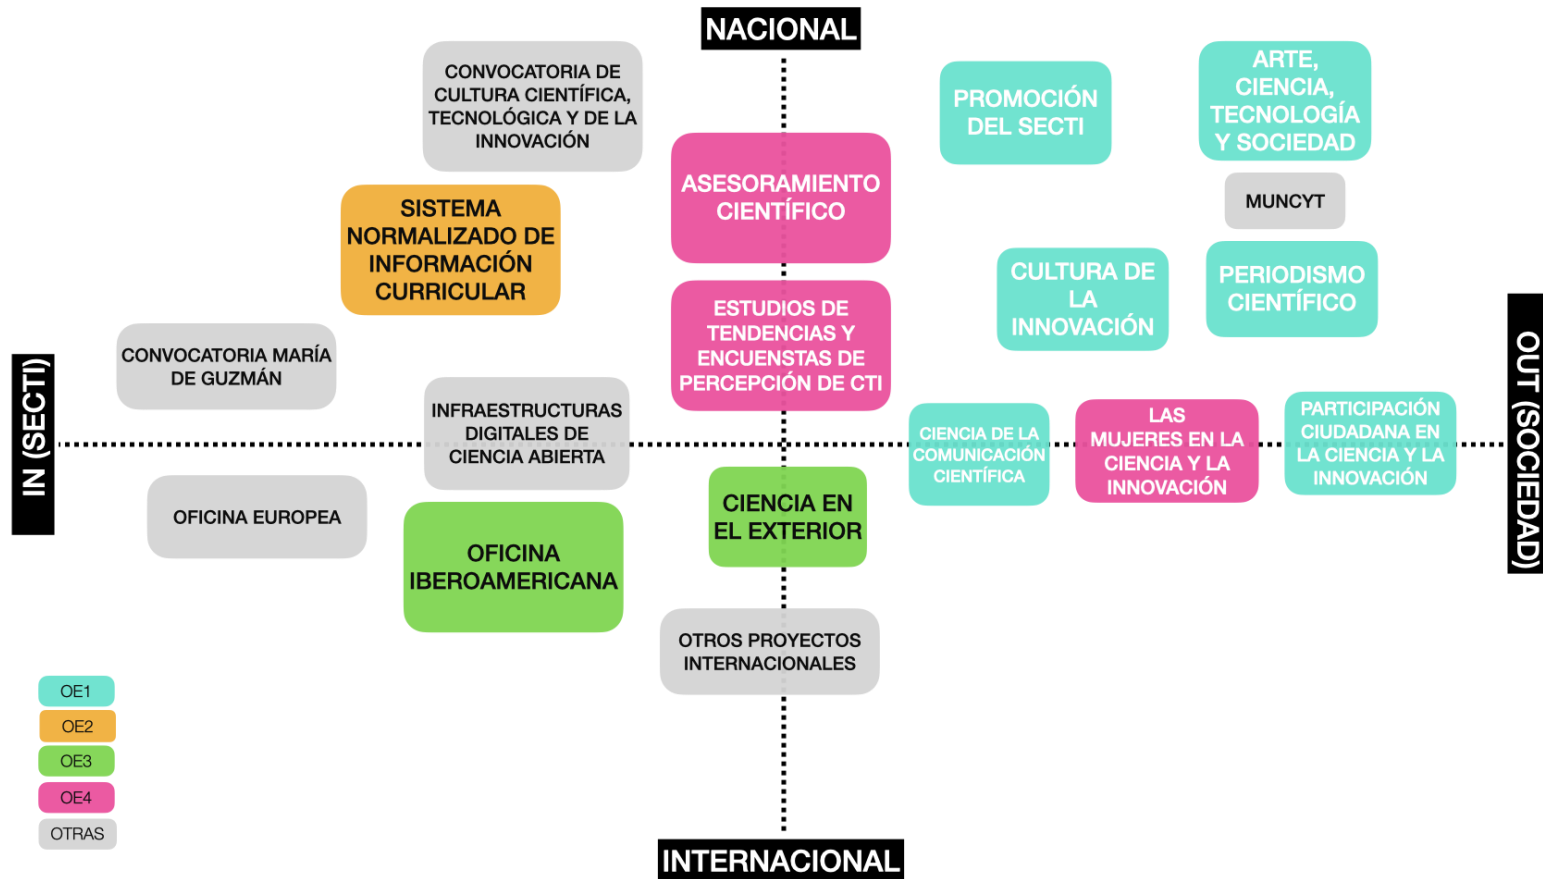 NACIONAL
CONVOCATORIA DE
CULTURA CIENTÍFICA,
TECNOLÓGICA Y DE LA
INNOVACIÓN
PROMOCIÓN
DEL SECTI
ARTE,
CIENCIA,
TECNOLOGÍA
Y SOCIEDAD
ASESORAMIENTO
CIENTÍFICO
MUNCYT
SISTEMA
NORMALIZADO DE
INFORMACIÓN
CURRICULAR
CULTURA DE
LA
INNOVACIÓN
PERIODISMO
CIENTÍFICO
ESTUDIOS DE
TENDENCIAS Y
ENCUENSTAS DE
PERCEPCIÓN DE CTI
CONVOCATORIA MARÍA
DE GUZMÁN
IN (SECTI)
OUT (SOCIEDAD)
INFRAESTRUCTURAS
DIGITALES DE
CIENCIA ABIERTA
CIENCIA DE LA
COMUNICACIÓN
CIENTÍFICA
LAS
MUJERES EN LA
CIENCIA Y LA
INNOVACIÓN
PARTICIPACIÓN
CIUDADANA EN
LA CIENCIA Y LA
INNOVACIÓN
OFICINA EUROPEA
OFICINA
IBEROAMERICANA
CIENCIA EN
EL EXTERIOR
OTROS PROYECTOS
INTERNACIONALES
OE1
OE2
OE3
OE4
OTRAS
INTERNACIONAL